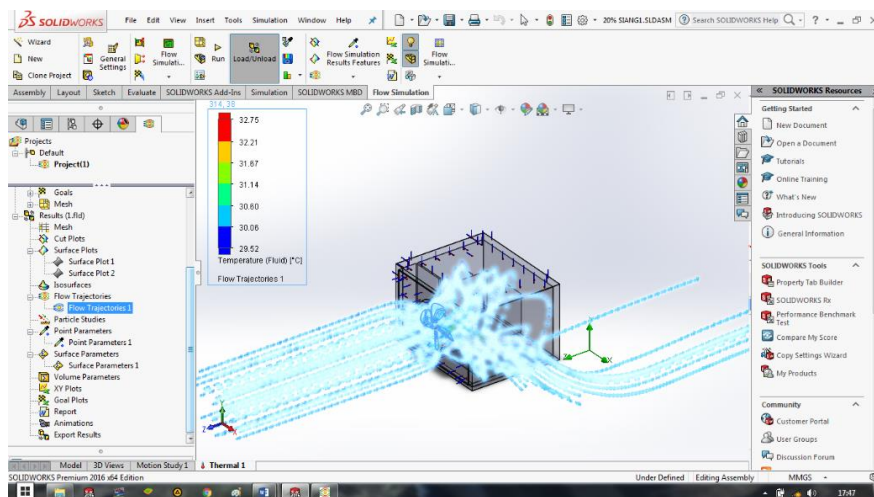 SOLIDWORKS File Edit View Insert Tools Simulation Window Help 20% SIANG1.SLDASM Search SOLIDWORKS Help
Wizard
New
Clone Project
General Settings
Flow Simulati...
Run
Load/Unload
Flow Simulation Results Features
Flow Simulati...
Assembly Layout Sketch Evaluate SOLIDWORKS Add-Ins Simulation SOLIDWORKS MBD Flow Simulation
Projects
Default
Project(1)
Goals
Mesh
Results (1.fld)
Mesh
Cut Plots
Surface Plots
Surface Plot 1
Surface Plot 2
Isosurfaces
Flow Trajectories
Flow Trajectories 1
Particle Studies
Point Parameters
Point Parameters 1
Surface Parameters
Surface Parameters 1
Volume Parameters
XY Plots
Goal Plots
Report
Animations
Export Results
314, 38
32.75
32.21
31.67
31.14
30.60
30.06
29.52
Temperature (Fluid) [°C]
Flow Trajectories 1
SOLIDWORKS Resources
Getting Started
New Document
Open a Document
Tutorials
Online Training
What's New
Introducing SOLIDWORKS
General Information
SOLIDWORKS Tools
Property Tab Builder
SOLIDWORKS Rx
Performance Benchmark Test
Compare My Score
Copy Settings Wizard
My Products
Community
Customer Portal
User Groups
Discussion Forum
Model 3D Views Motion Study 1 Thermal 1
SOLIDWORKS Premium 2016 x64 Edition Under Defined Editing Assembly MMGS
17:47